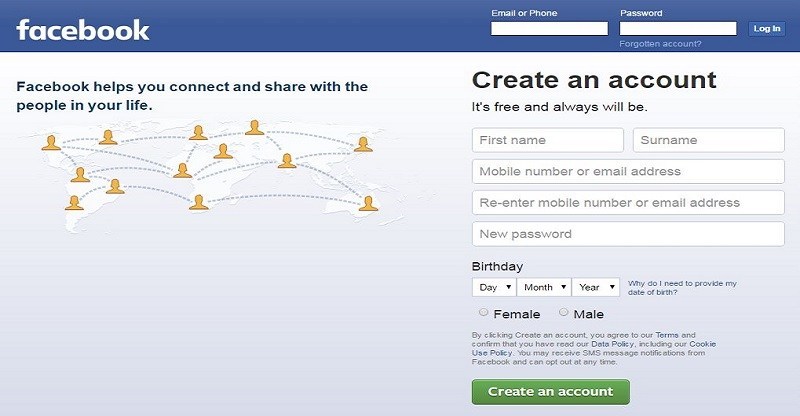 facebook
Email or Phone
Password
Log In
Forgotten account?
Facebook helps you connect and share with the
people in your life.
Create an account
It's free and always will be.
First name
Surname
Mobile number or email address
Re-enter mobile number or email address
New password
Birthday
Day
Month
Year
Why do I need to provide my
date of birth?
Female
Male
By clicking Create an account, you agree to our Terms and
confirm that you have read our Data Policy, including our Cookie
Use Policy. You may receive SMS message notifications from
Facebook and can opt out at any time.
Create an account